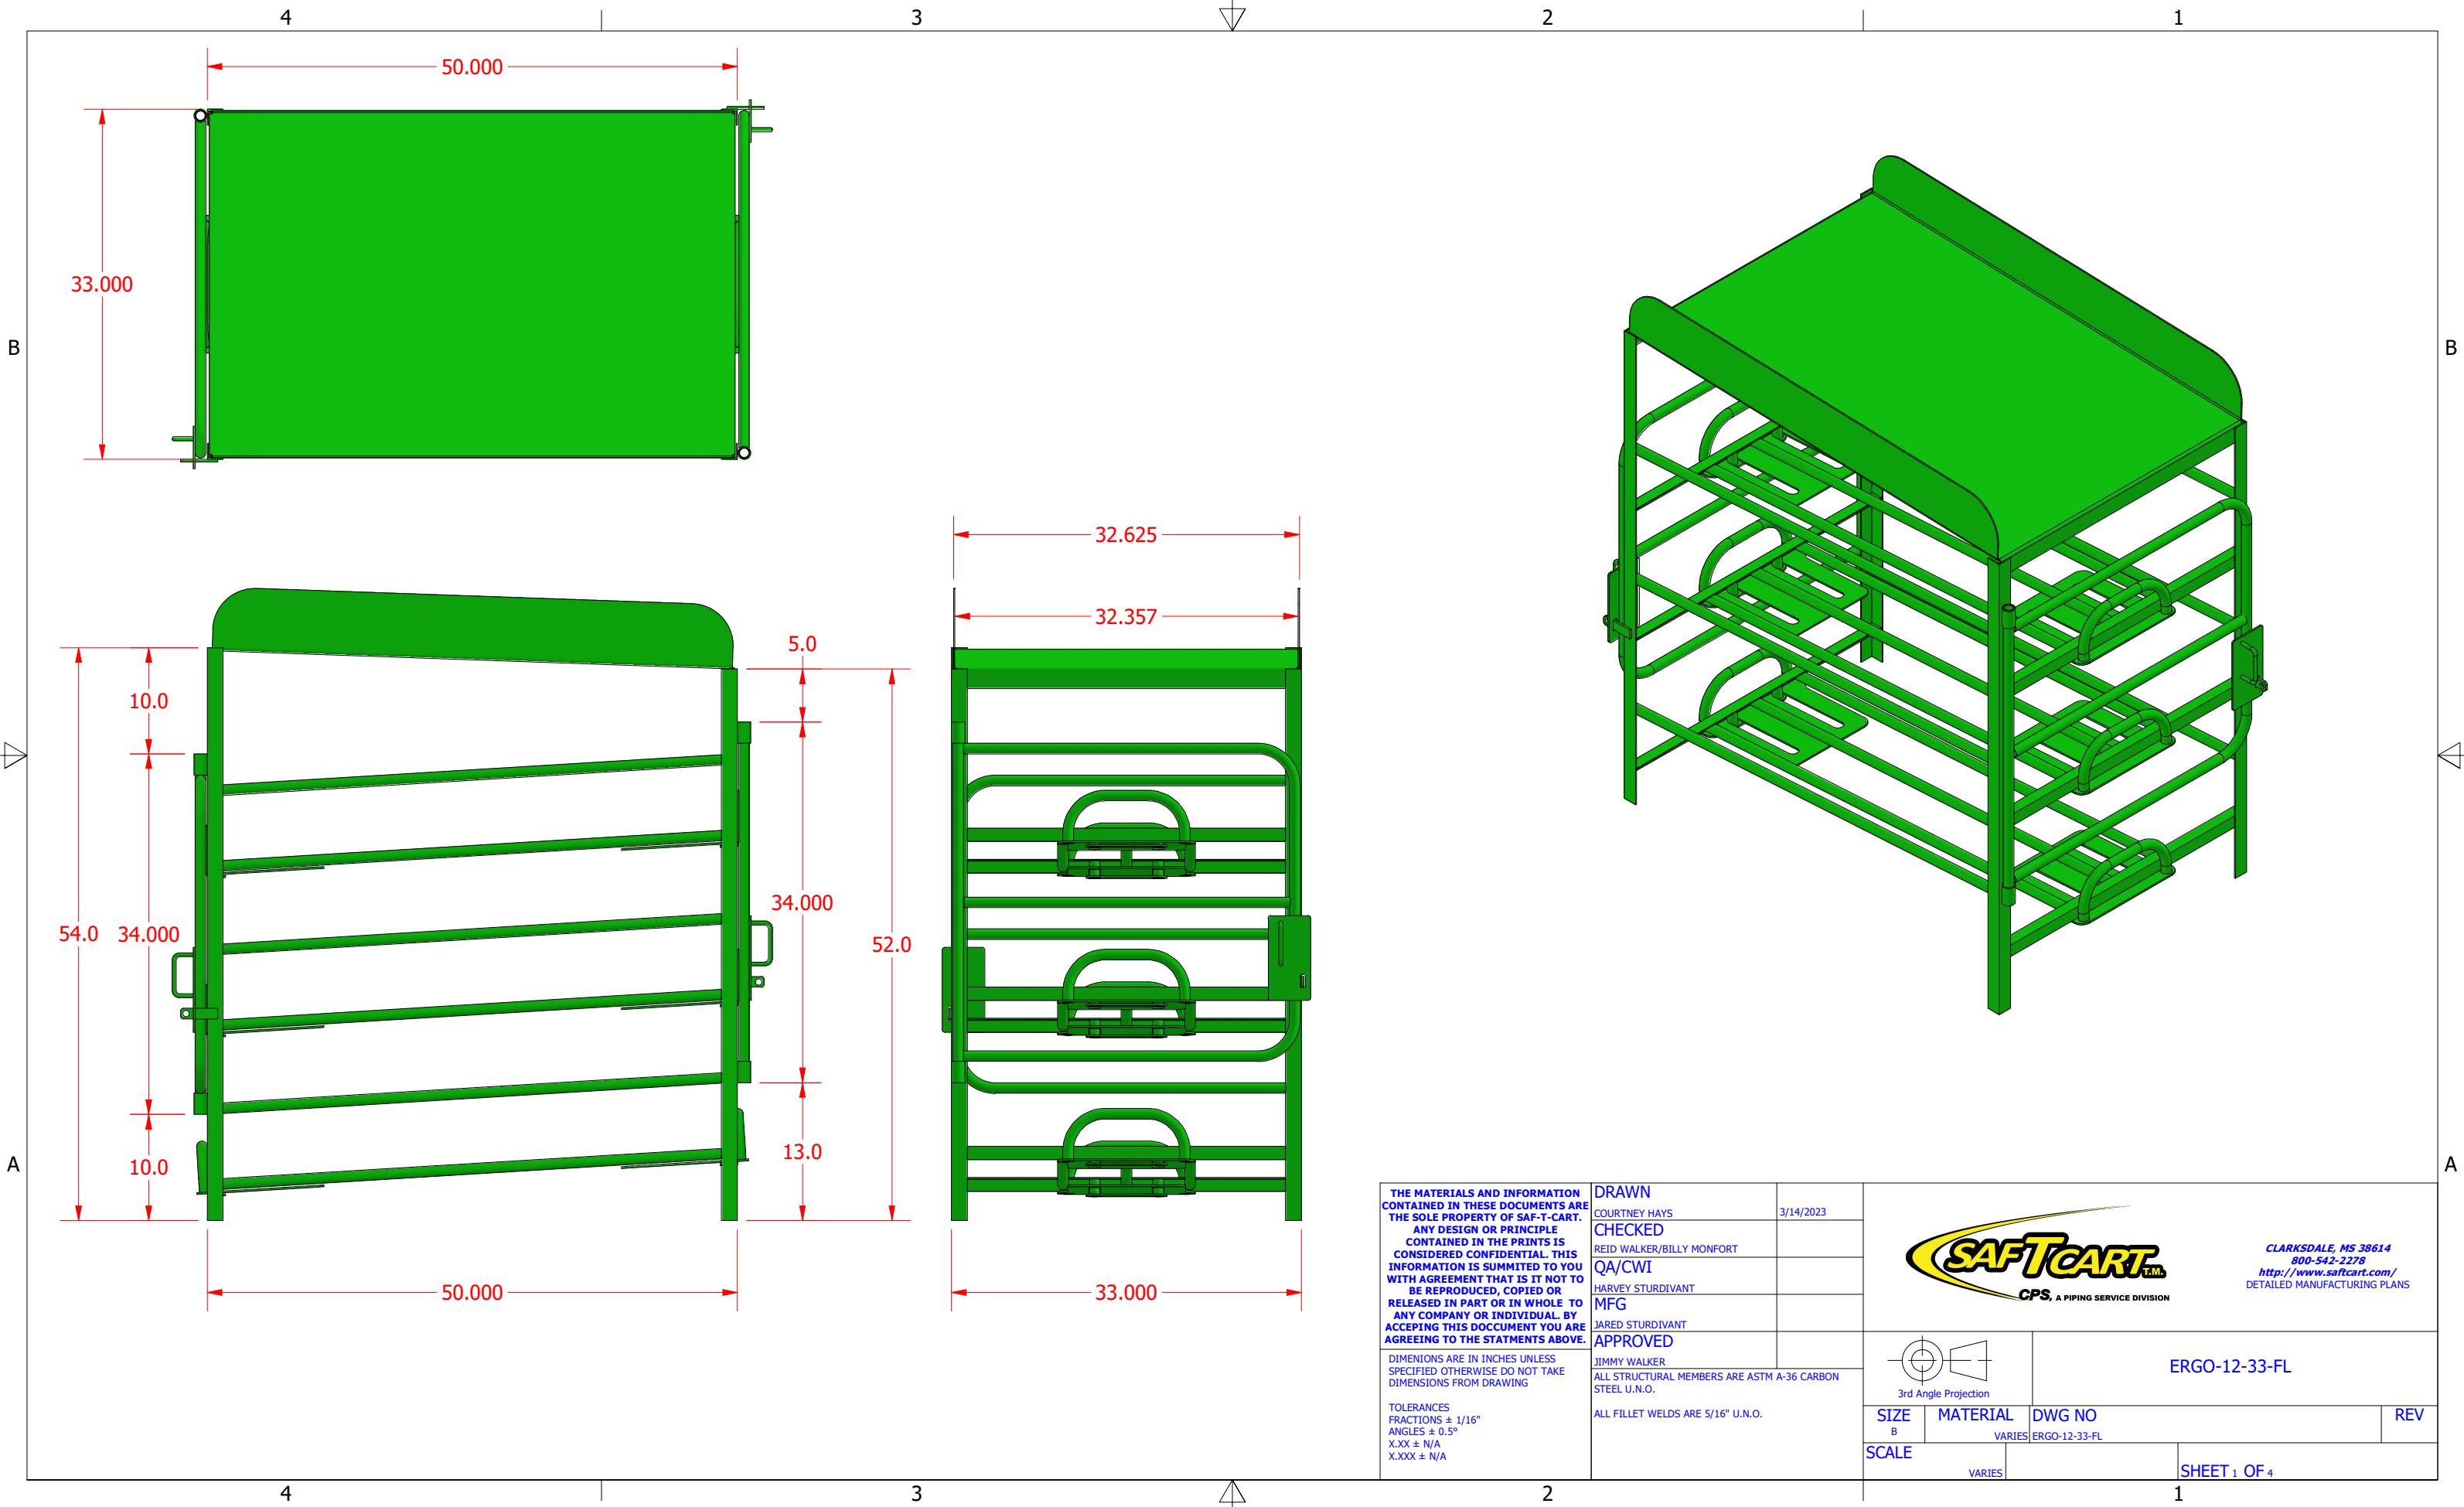 4
3
2
1
50.000
33.000
B
B
32.625
32.357
5.0
10.0
54.0
34.000
34.000
52.0
10.0
13.0
A
A
50.000
33.000
THE MATERIALS AND INFORMATION
CONTAINED IN THESE DOCUMENTS ARE
THE SOLE PROPERTY OF SAF-T-CART.
ANY DESIGN OR PRINCIPLE
CONTAINED IN THE PRINTS IS
CONSIDERED CONFIDENTIAL. THIS
INFORMATION IS SUMMITED TO YOU
WITH AGREEMENT THAT IS IT NOT TO
BE REPRODUCED, COPIED OR
RELEASED IN PART OR IN WHOLE TO
ANY COMPANY OR INDIVIDUAL. BY
ACCEPING THIS DOCCUMENT YOU ARE
AGREEING TO THE STATMENTS ABOVE.
DIMENIONS ARE IN INCHES UNLESS
SPECIFIED OTHERWISE DO NOT TAKE
DIMENSIONS FROM DRAWING
TOLERANCES
FRACTIONS ± 1/16"
ANGLES ± 0.5°
X.XX ± N/A
X.XXX ± N/A
DRAWN
COURTNEY HAYS 3/14/2023
CHECKED
REID WALKER/BILLY MONFORT
QA/CWI
HARVEY STURDIVANT
MFG
JARED STURDIVANT
APPROVED
JIMMY WALKER
ALL STRUCTURAL MEMBERS ARE ASTM A-36 CARBON
STEEL U.N.O.
ALL FILLET WELDS ARE 5/16" U.N.O.
SAFTCART T.M.
CPS, A PIPING SERVICE DIVISION
CLARKSDALE, MS 38614
800-542-2278
http://www.saftcart.com/
DETAILED MANUFACTURING PLANS
3rd Angle Projection
ERGO-12-33-FL
SIZE
B
MATERIAL
VARIES
DWG NO
ERGO-12-33-FL
REV
SCALE
VARIES
SHEET 1 OF 4
4
3
2
1